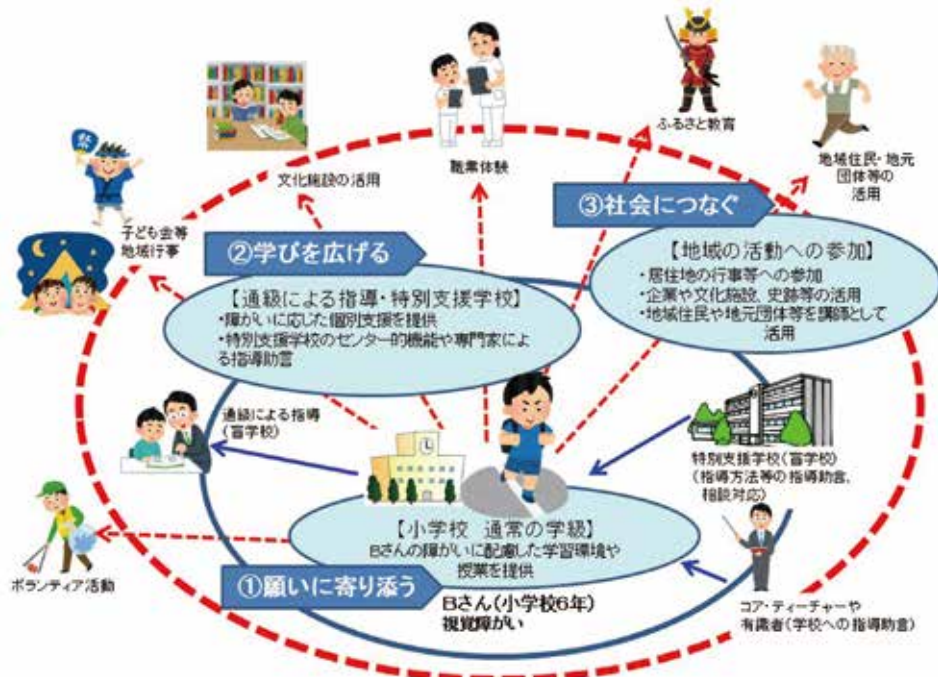 ふるさと教育
地域住民・地元
団体等の
活用
文化施設の活用
職業体験
祭
子ども会等
地域行事
③社会につなぐ
【地域の活動への参加】
・居住地の行事等への参加
・企業や文化施設、史跡等の活用
・地域住民や地元団体等を講師として
活用
②学びを広げる
【通級による指導・特別支援学校】
・障がいに応じた個別支援を提供
・特別支援学校のセンター的機能や専門家によ
る指導助言
通級による指導
(盲学校)
特別支援学校(盲学校)
(指導方法等の指導助言、
相談対応)
【小学校 通常の学級】
Bさんの障がいに配慮した学習環境や
授業を提供
ボランティア活動
①願いに寄り添う
Bさん(小学校6年)
視覚障がい
コア・ティーチャーや
有識者(学校への指導助言)